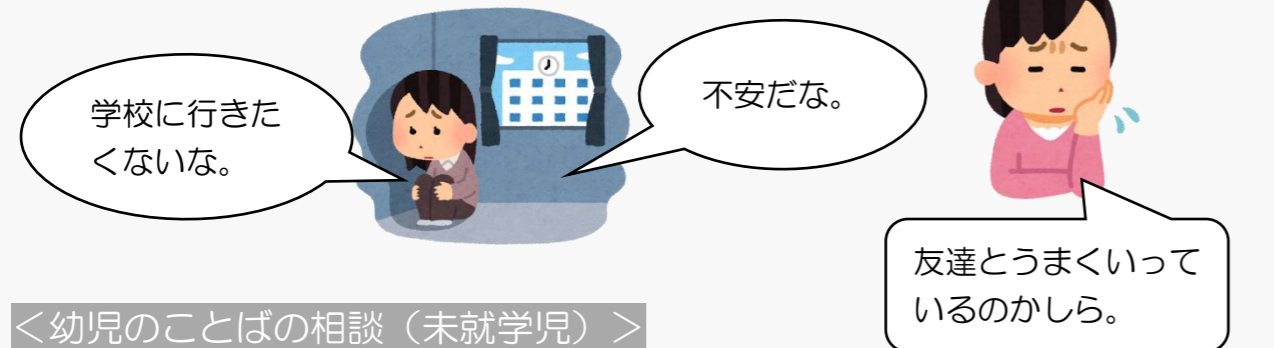 学校に行きた
くないな。
不安だな。
友達とうまくいって
いるのかしら。
＜幼児のことばの相談（未就学児）＞